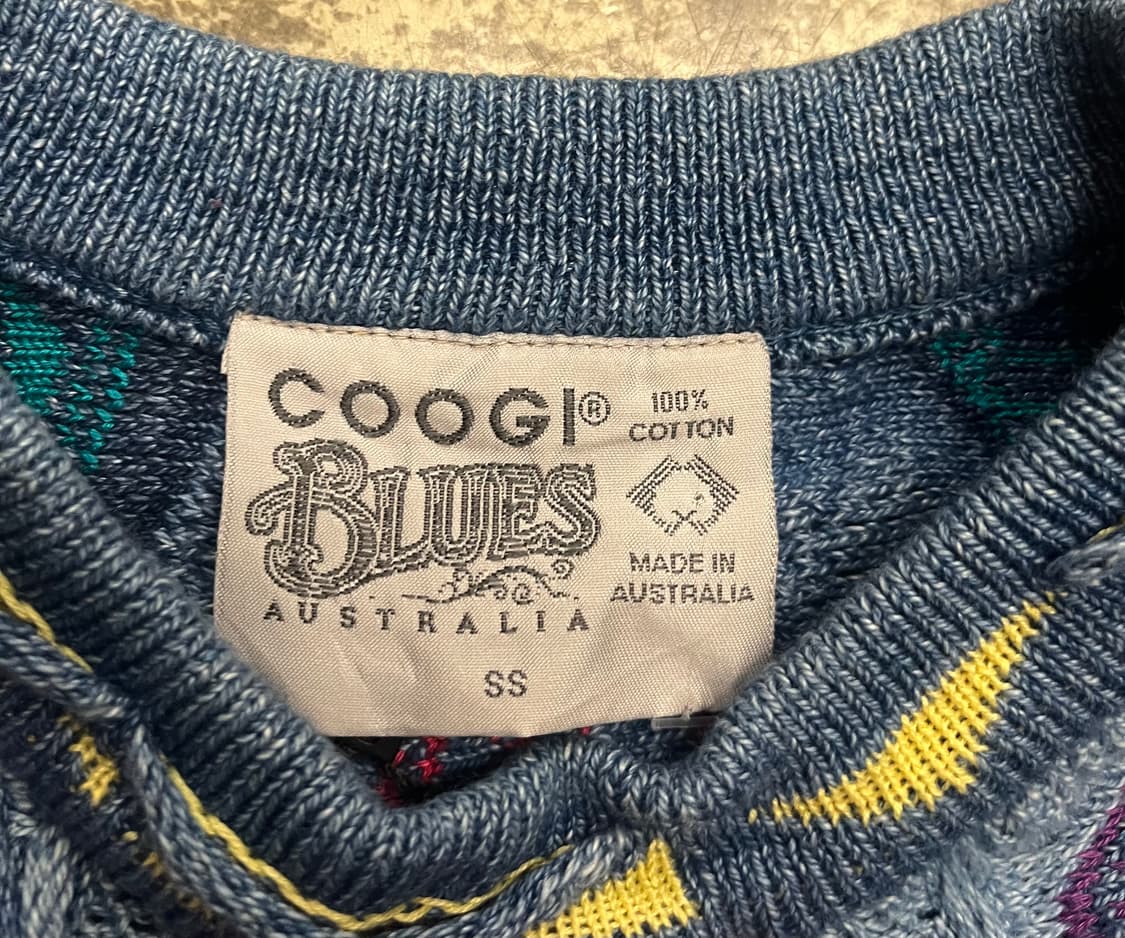 COOGI®
BLUES
AUSTRALIA
100%
COTTON
MADE IN
AUSTRALIA
SS